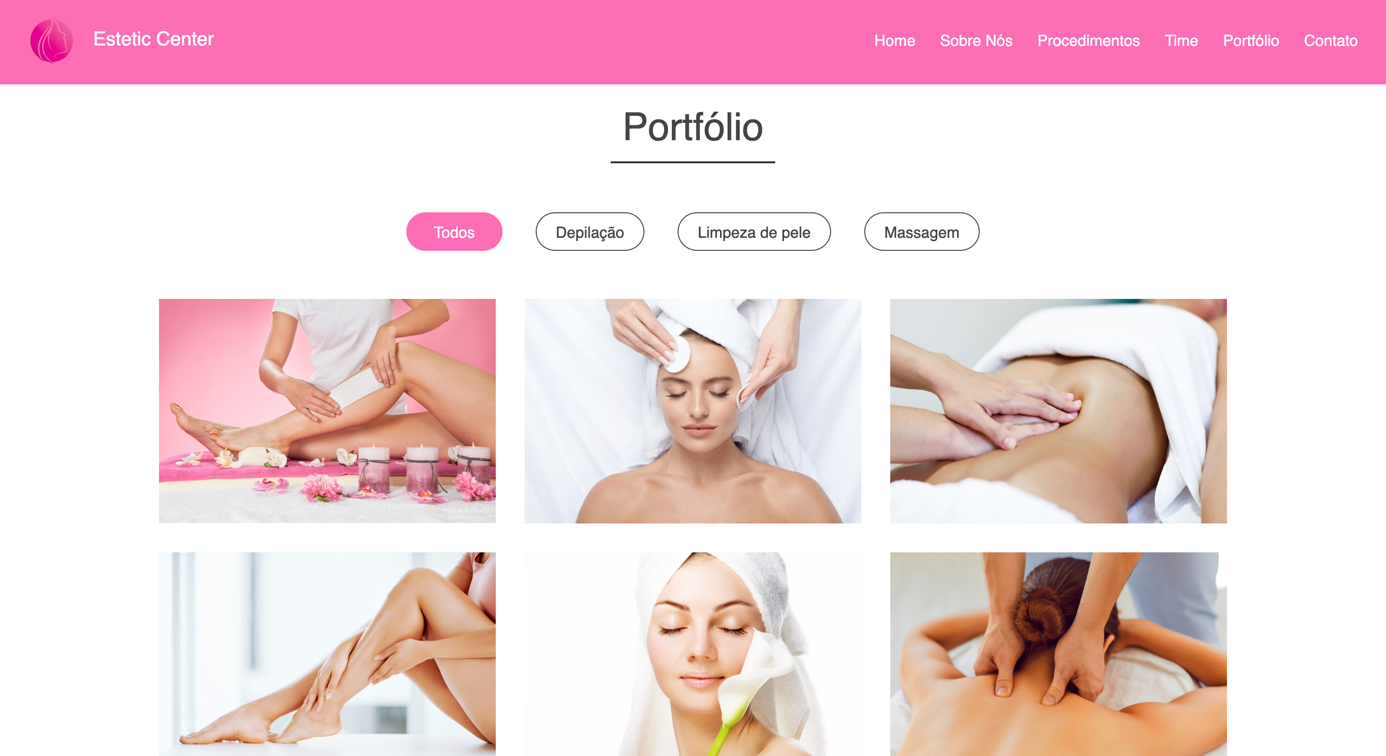 Estetic Center
Home Sobre Nós Procedimentos Time Portfólio Contato
Portfólio
Todos Depilação Limpeza de pele Massagem